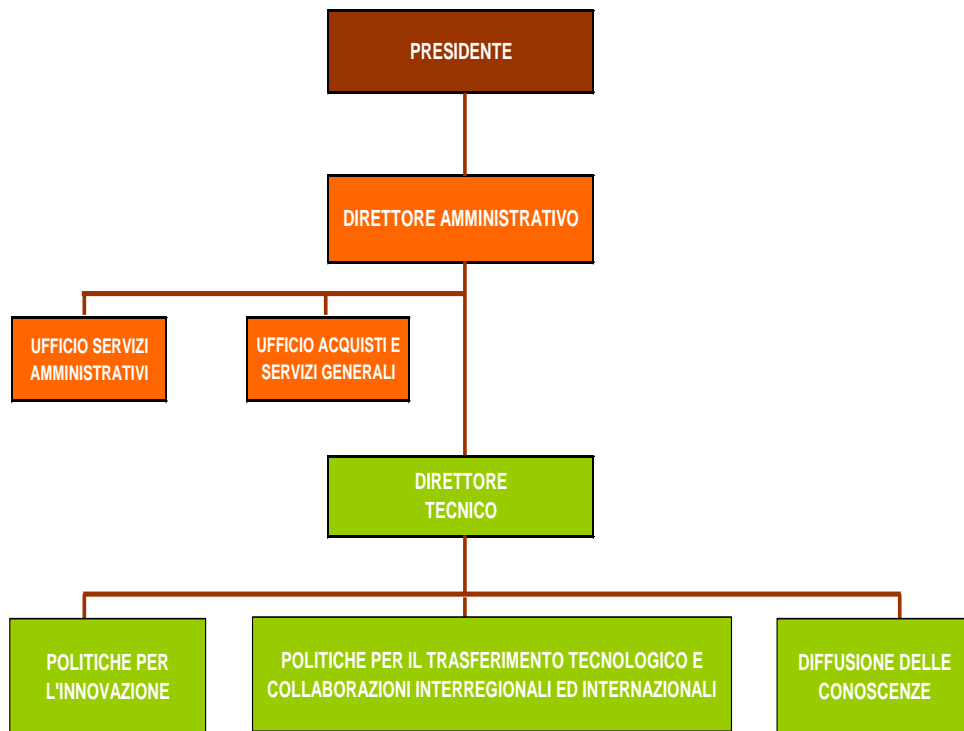 PRESIDENTE
DIRETTORE AMMINISTRATIVO
UFFICIO SERVIZI
AMMINISTRATIVI
UFFICIO ACQUISTI E
SERVIZI GENERALI
DIRETTORE
TECNICO
POLITICHE PER
L'INNOVAZIONE
POLITICHE PER IL TRASFERIMENTO TECNOLOGICO E
COLLABORAZIONI INTERREGIONALI ED INTERNAZIONALI
DIFFUSIONE DELLE
CONOSCENZE